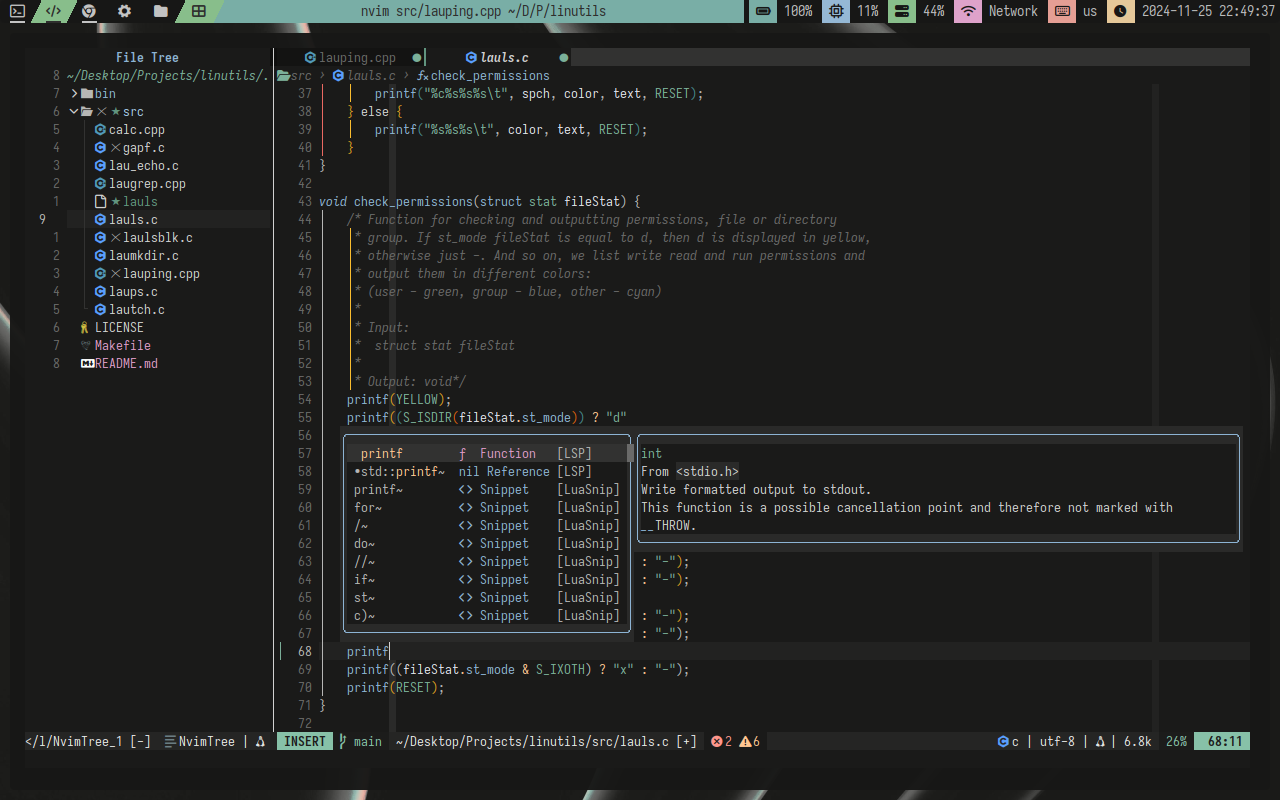 nvim src/lauping.cpp ~/D/P/linutils 100% 11% 44% Network us 2024-11-25 22:49:37
File Tree
8 ~/Desktop/Projects/linutils/.
7 bin
6 src
5 calc.cpp
4 gapf.c
3 lau_echo.c
2 laugrep.cpp
1 lauls
9 lauls.c
1 laulsblk.c
2 laumkdir.c
3 lauping.cpp
4 laups.c
5 lautch.c
6 LICENSE
7 Makefile
8 README.md
lauping.cpp ● lauls.c ●
src › lauls.c › check_permissions
37 printf("%c%s%s%s\t", spch, color, text, RESET);
38 } else {
39 printf("%s%s%s\t", color, text, RESET);
40 }
41 }
42
43 void check_permissions(struct stat fileStat) {
44 /* Function for checking and outputting permissions, file or directory
45 * group. If st_mode fileStat is equal to d, then d is displayed in yellow,
46 * otherwise just -. And so on, we list write read and run permissions and
47 * output them in different colors:
48 * (user - green, group - blue, other - cyan)
49 *
50 * Input:
51 *  struct stat fileStat
52 *
53 * Output: void*/
54 printf(YELLOW);
55 printf((S_ISDIR(fileStat.st_mode)) ? "d"
56
57 printf ƒ Function [LSP] int
58 •std::printf~ nil Reference [LSP] From <stdio.h>
59 printf~ <> Snippet [LuaSnip] Write formatted output to stdout.
60 for~ <> Snippet [LuaSnip] This function is a possible cancellation point and therefore not marked with
61 /~ <> Snippet [LuaSnip] __THROW.
62 do~ <> Snippet [LuaSnip]
63 //~ <> Snippet [LuaSnip] : "-");
64 if~ <> Snippet [LuaSnip] : "-");
65 st~ <> Snippet [LuaSnip]
66 c)~ <> Snippet [LuaSnip] : "-");
67 : "-");
68 printf
69 printf((fileStat.st_mode & S_IXOTH) ? "x" : "-");
70 printf(RESET);
71 }
72
</l/NvimTree_1 [-] NvimTree | INSERT main ~/Desktop/Projects/linutils/src/lauls.c [+] 2 6 c | utf-8 | | 6.8k 26% 68:11